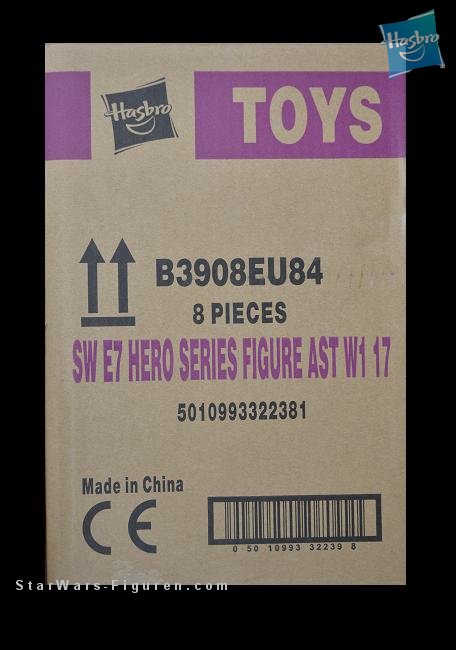 Hasbro
Hasbro
TOYS
B3908EU84
8 PIECES
SW E7 HERO SERIES FIGURE AST W1 17
5010993322381
Made in China
CE
0 50 10993 32239 8
StarWars-Figuren.com